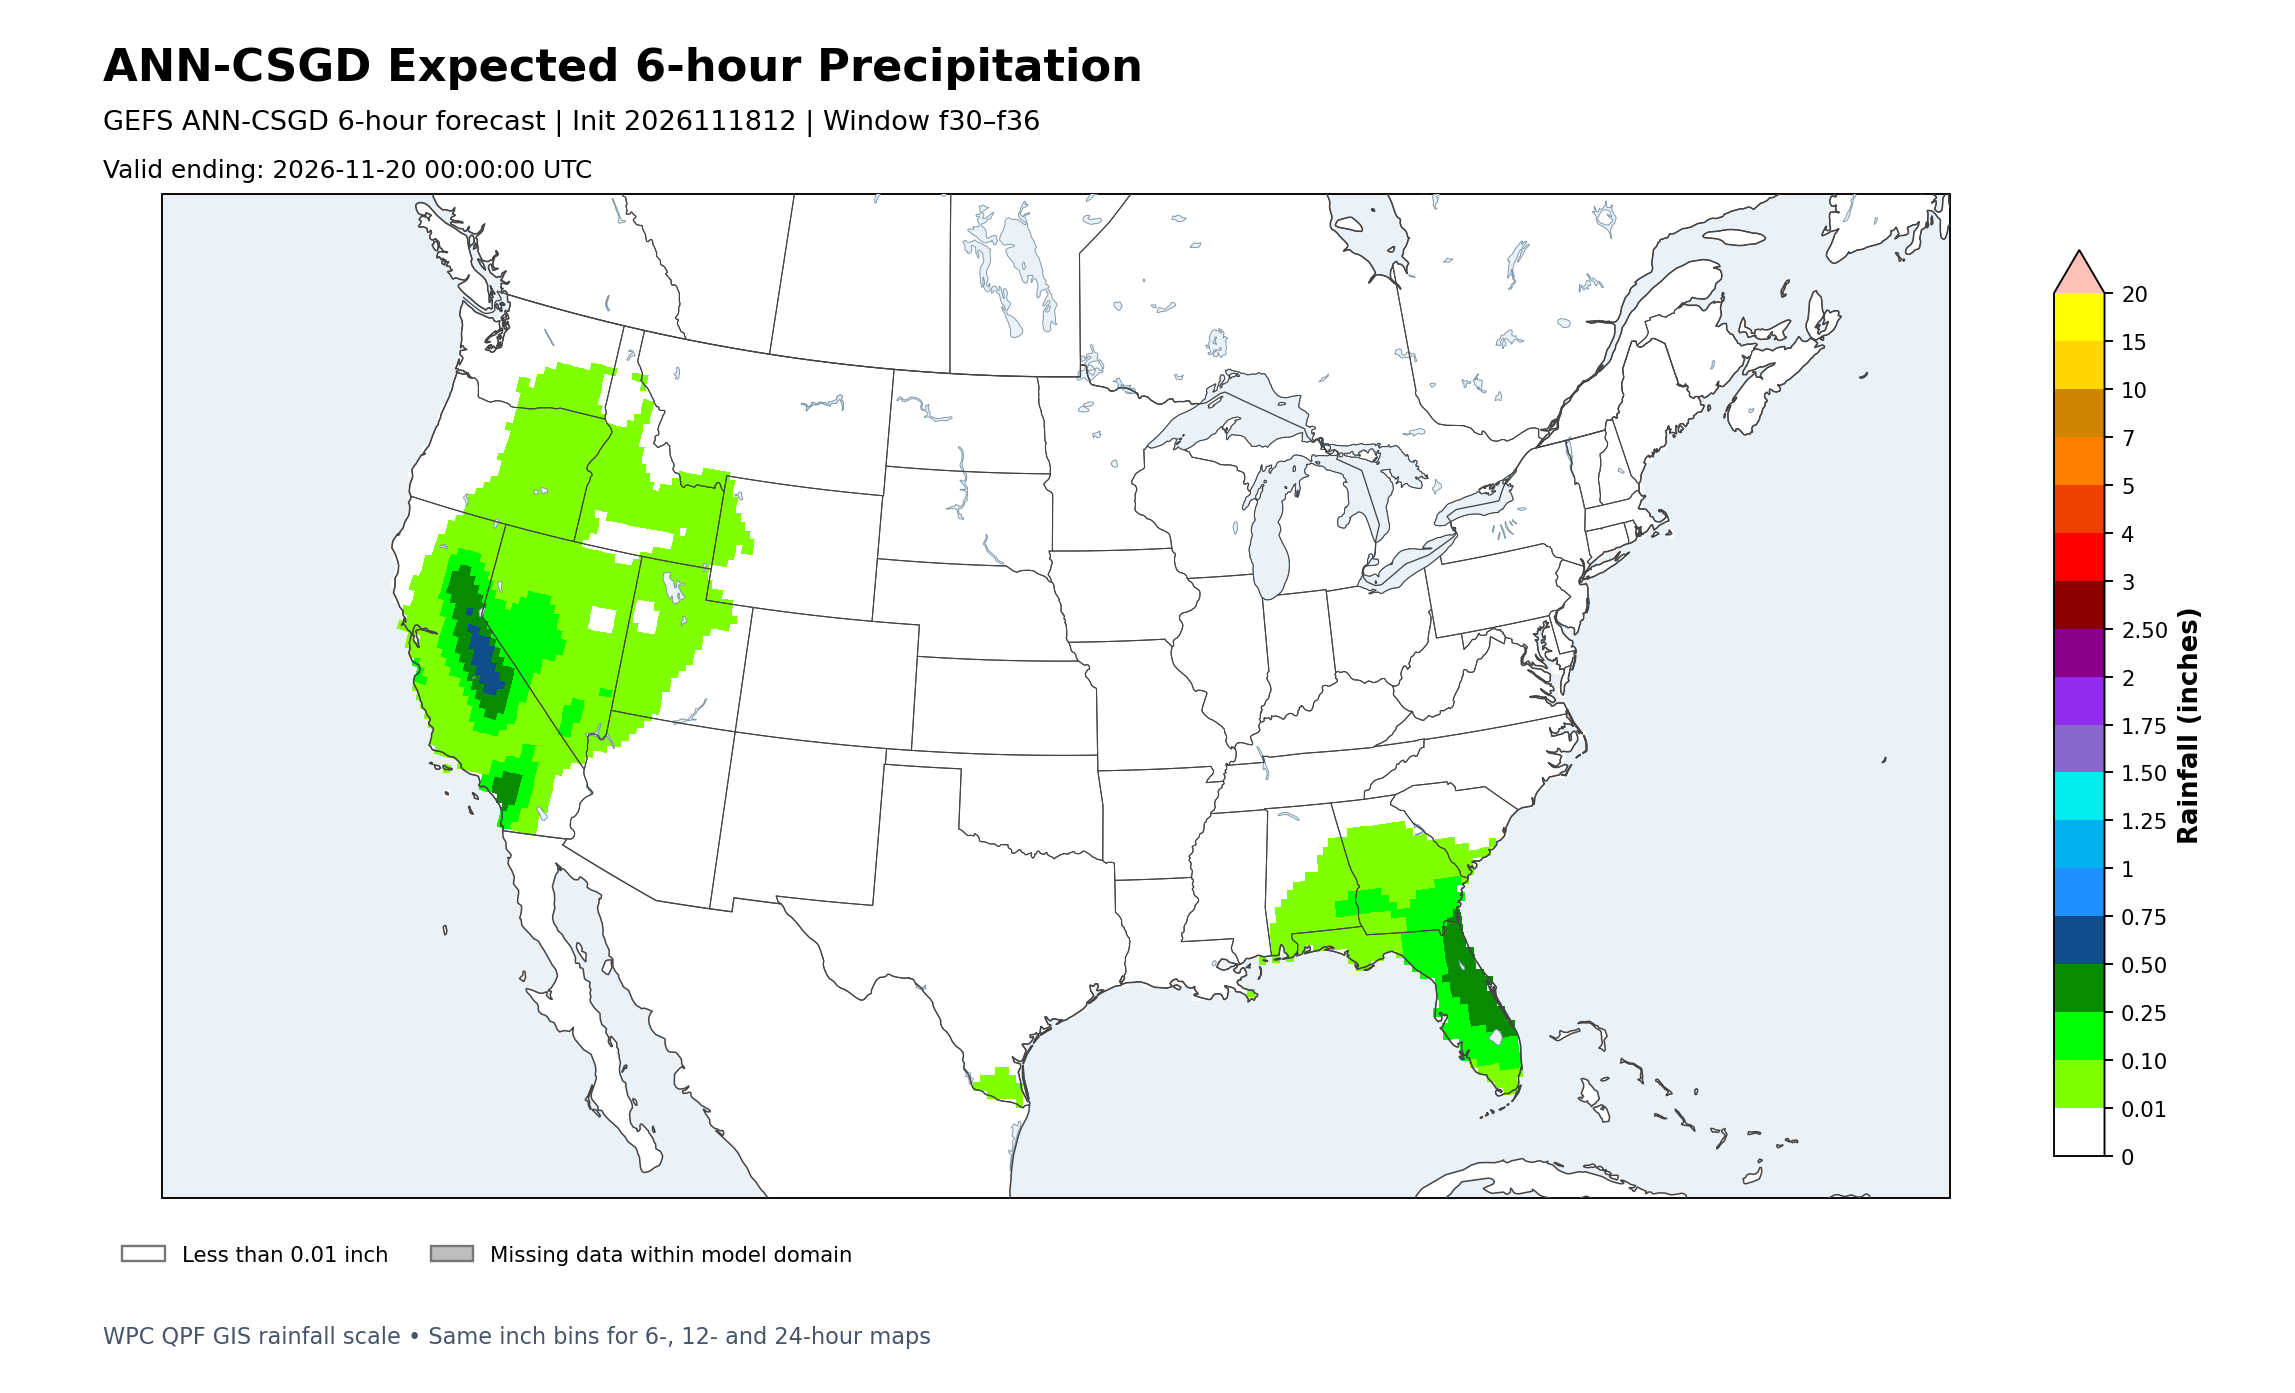 ANN-CSGD Expected 6-hour Precipitation
GEFS ANN-CSGD 6-hour forecast | Init 2026111812 | Window f30–f36
Valid ending: 2026-11-20 00:00:00 UTC
20
15
10
7
5
4
3
2.50
2
1.75
1.50
1.25
1
0.75
0.50
0.25
0.10
0.01
0
Rainfall (inches)
Less than 0.01 inch
Missing data within model domain
WPC QPF GIS rainfall scale • Same inch bins for 6-, 12- and 24-hour maps